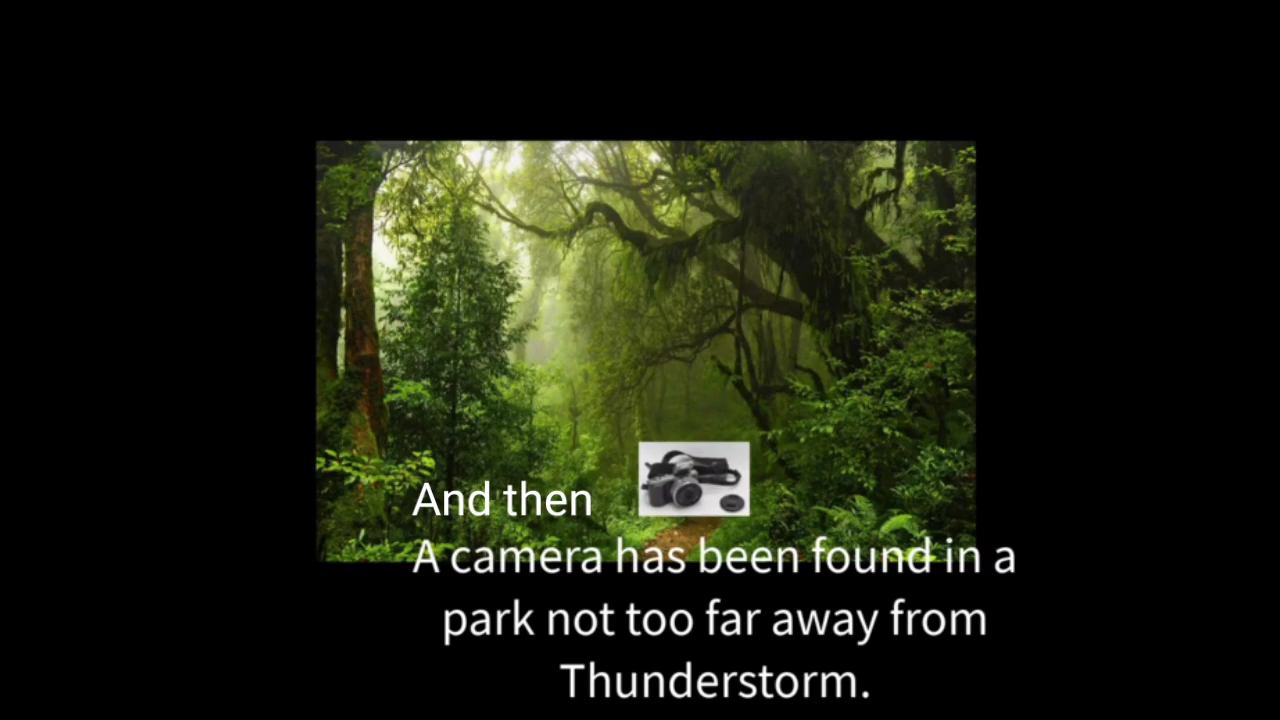 And then
A camera has been found in a
park not too far away from
Thunderstorm.